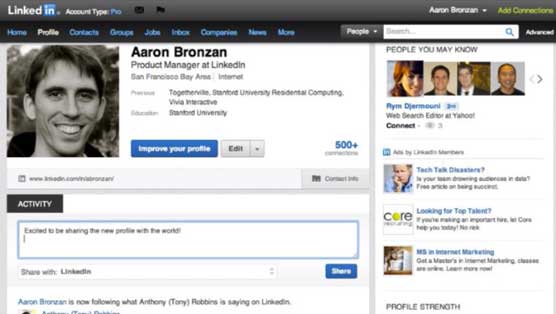 Linked in. Account Type: Pro
Aaron Bronzan Add Connections
Home Profile Contacts Groups Jobs Inbox Companies News More
People Search... Advanced
Aaron Bronzan
Product Manager at LinkedIn
San Francisco Bay Area Internet
Previous Togetherville, Stanford University Residential Computing,
Vivia Interactive
Education Stanford University
Improve your profile Edit
500+
connections
www.linkedin.com/in/abronzan/
Contact Info
ACTIVITY
Excited to be sharing the new profile with the world!
Share with: LinkedIn
Share
Aaron Bronzan is now following what Anthony (Tony) Robbins is saying on LinkedIn.
Anthony (Tony) Robbins
PEOPLE YOU MAY KNOW
Rym Djermouni 2nd
Web Search Editor at Yahoo!
Connect 3
Ads by LinkedIn Members
Tech Talk Disasters?
Is your team drowning audiences in data?
Free article on being succinct.
core
recruiting
Looking for Top Talent?
If you're making an important hire, let Core
help you today! No risk
MS in Internet Marketing
Get a Master's in Internet Marketing, classes
are online. Learn more now!
PROFILE STRENGTH